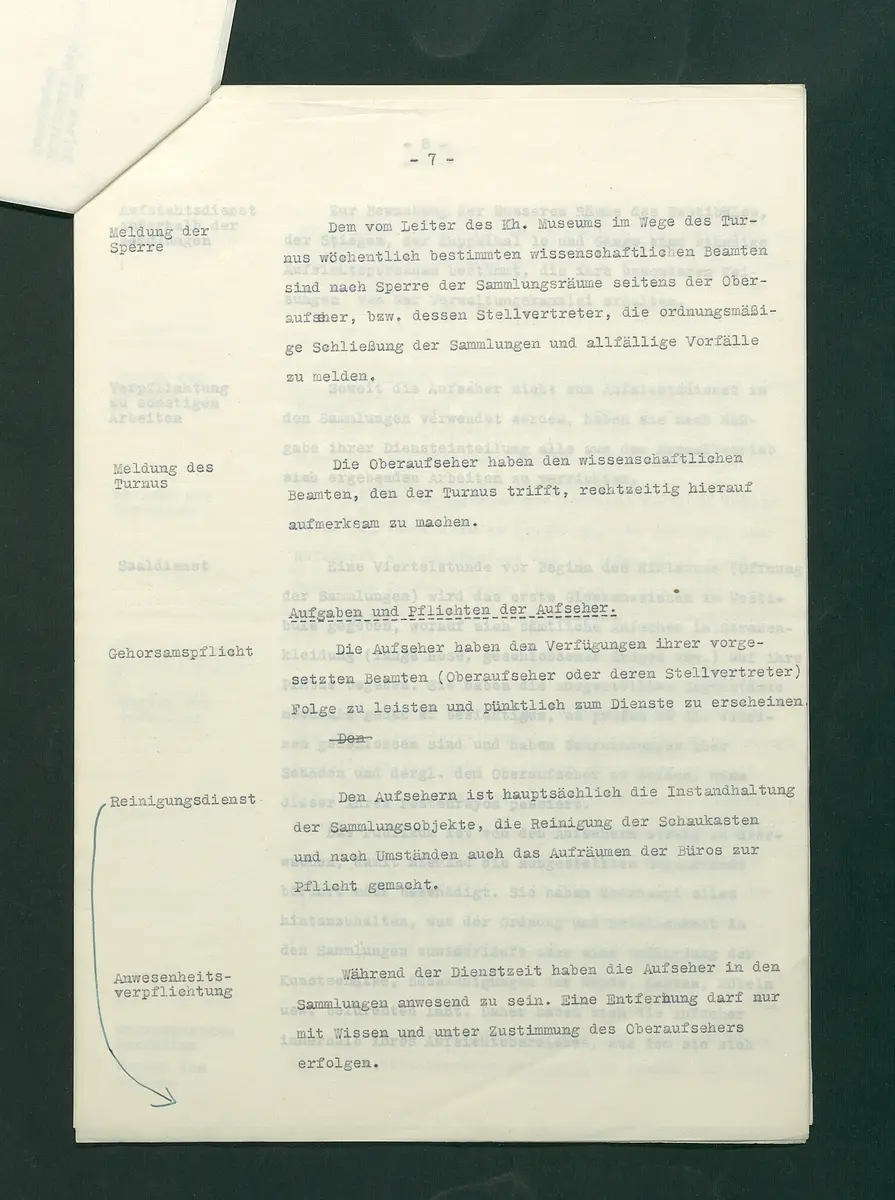 - 7 -
Meldung der
Sperre
Dem vom Leiter des Kh. Museums im Wege des Tur-
nus wöchentlich bestimmten wissenschaftlichen Beamten
sind nach Sperre der Sammlungsräume seitens der Ober-
aufseher, bzw. dessen Stellvertreter, die ordnungsmäßi-
ge Schließung der Sammlungen und allfällige Vorfälle
zu melden.
Meldung des
Turnus
Die Oberaufseher haben den wissenschaftlichen
Beamten, den der Turnus trifft, rechtzeitig hierauf
aufmerksam zu machen.
Aufgaben und Pflichten der Aufseher.
Gehorsamspflicht
Die Aufseher haben den Verfügungen ihrer vorge-
setzten Beamten (Oberaufseher oder deren Stellvertreter)
Folge zu leisten und pünktlich zum Dienste zu erscheinen.
Den
Reinigungsdienst
Den Aufsehern ist hauptsächlich die Instandhaltung
der Sammlungsobjekte, die Reinigung der Schaukasten
und nach Umständen auch das Aufräumen der Büros zur
Pflicht gemacht.
Anwesenheits-
verpflichtung
Während der Dienstzeit haben die Aufseher in den
Sammlungen anwesend zu sein. Eine Entfernung darf nur
mit Wissen und unter Zustimmung des Oberaufsehers
erfolgen.